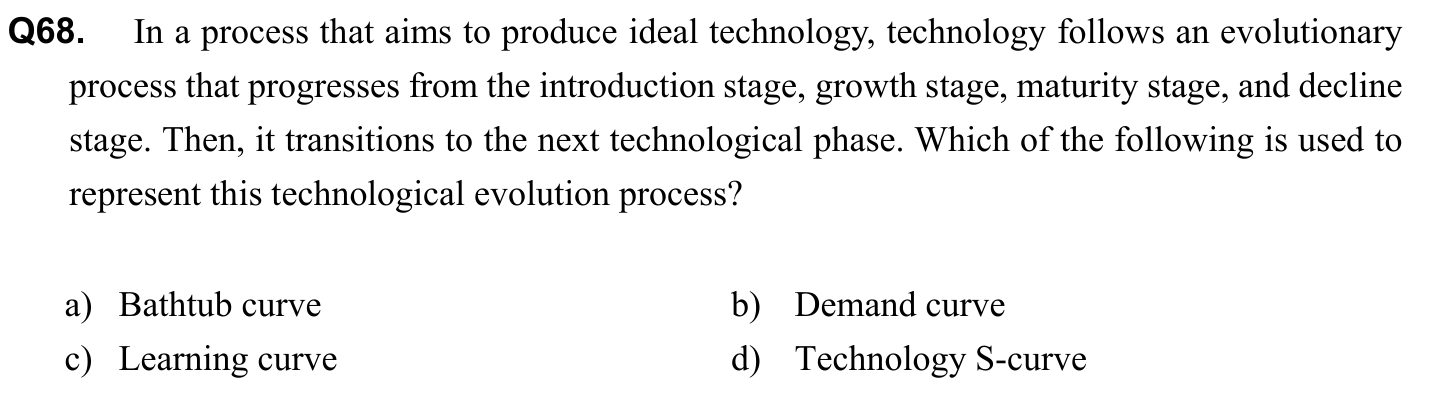 Q68. In a process that aims to produce ideal technology, technology follows an evolutionary
process that progresses from the introduction stage, growth stage, maturity stage, and decline
stage. Then, it transitions to the next technological phase. Which of the following is used to
represent this technological evolution process?
a) Bathtub curve b) Demand curve
c) Learning curve d) Technology S-curve